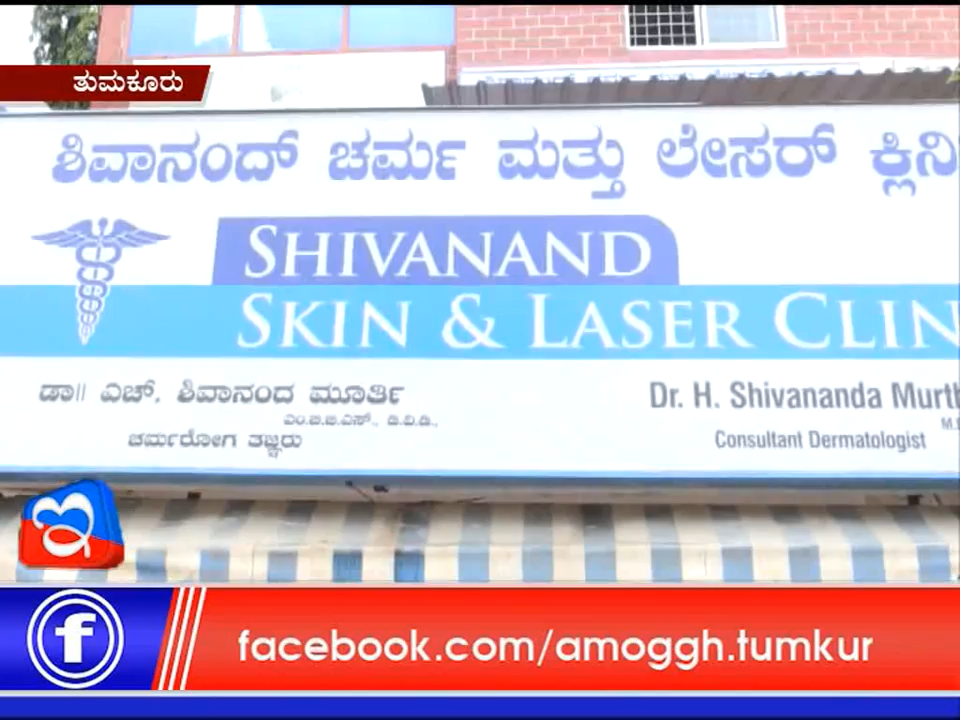 ತುಮಕೂರು
ಶಿವಾನಂದ್ ಚರ್ಮ ಮತ್ತು ಲೇಸರ್ ಕ್ಲಿನಿ
SHIVANAND
SKIN & LASER CLIN
ಡಾ|| ಎಚ್. ಶಿವಾನಂದ ಮೂರ್ತಿ
ಎಂ.ಬಿ.ಬಿ.ಎಸ್., ಡಿ.ವಿ.ಡಿ.,
ಚರ್ಮರೋಗ ತಜ್ಞರು
Dr. H. Shivananda Murth
M.B
Consultant Dermatologist
facebook.com/amoggh.tumkur